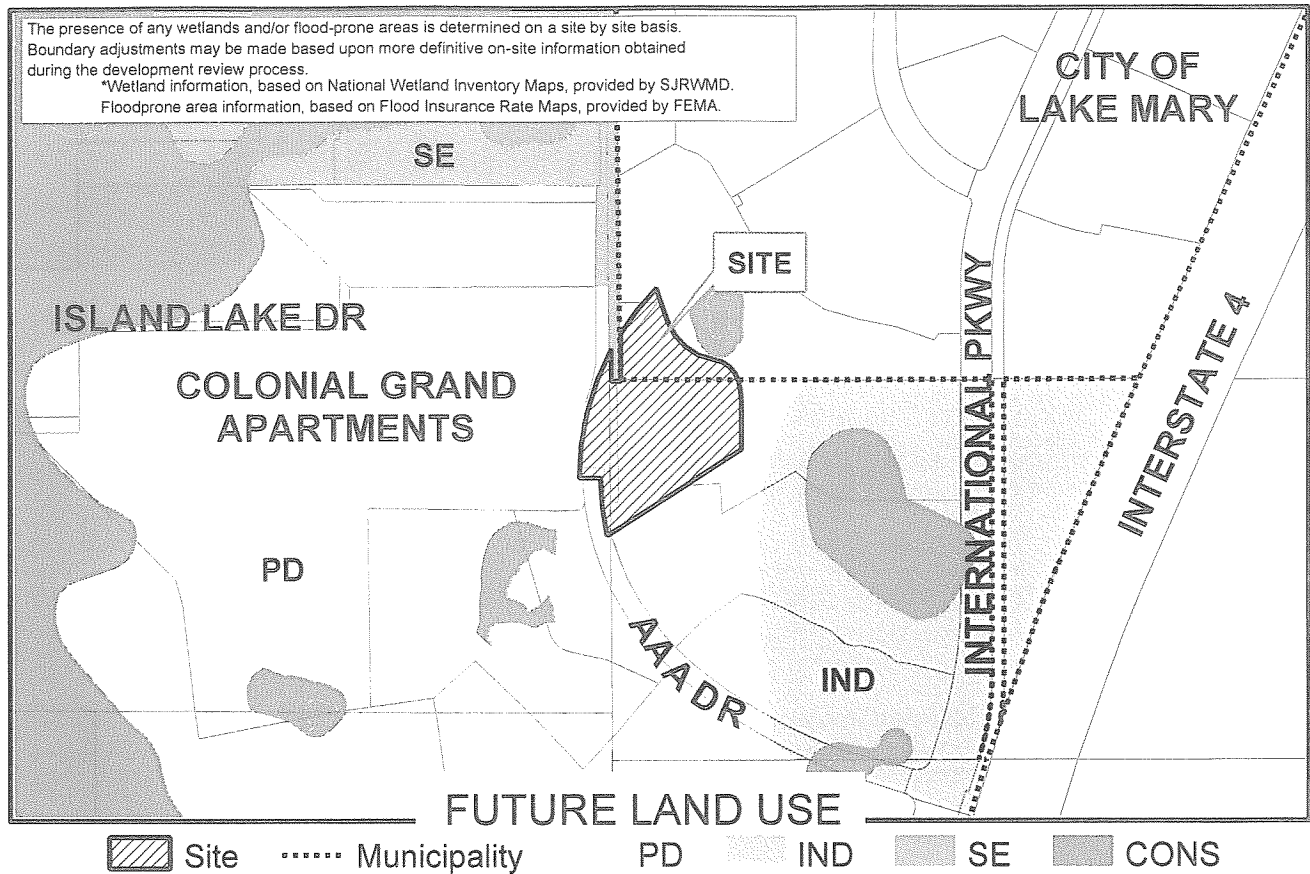 The presence of any wetlands and/or flood-prone areas is determined on a site by site basis.
Boundary adjustments may be made based upon more definitive on-site information obtained
during the development review process.
*Wetland information, based on National Wetland Inventory Maps, provided by SJRWMD.
Floodprone area information, based on Flood Insurance Rate Maps, provided by FEMA.
CITY OF
LAKE MARY
SE
SITE
ISLAND LAKE DR
INTERNATIONAL PKWY
INTERSTATE 4
COLONIAL GRAND
APARTMENTS
PD
AAA DR
IND
FUTURE LAND USE
Site
Municipality
PD
IND
SE
CONS